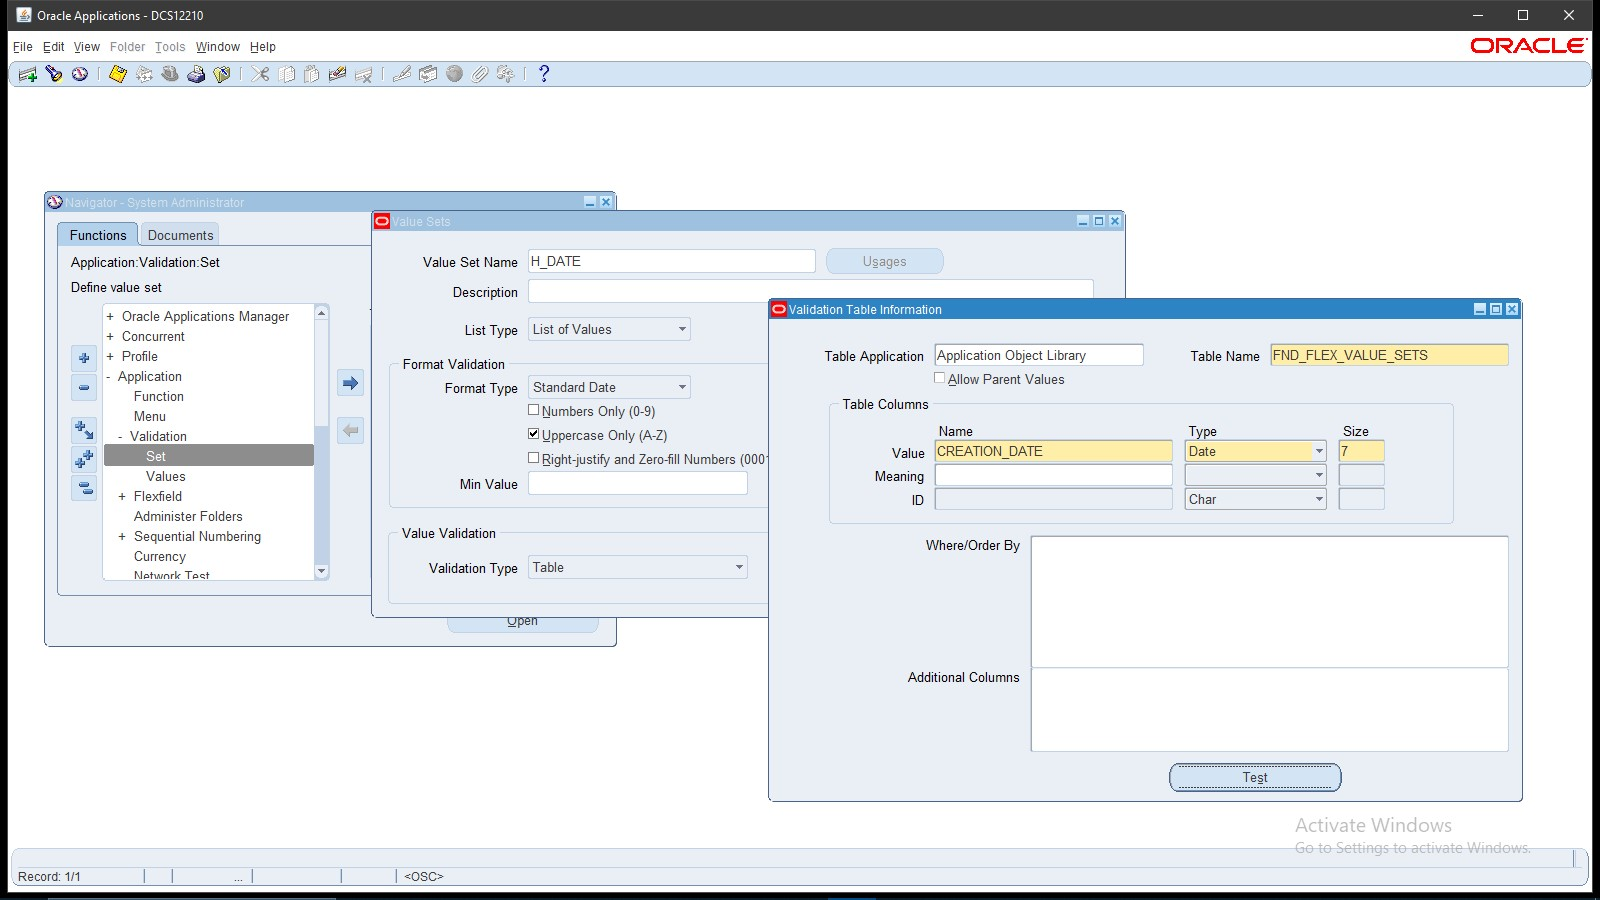 Oracle Applications - DCS12210
File Edit View Folder Tools Window Help
ORACLE
Navigator - System Administrator
Functions Documents
Application:Validation:Set
Define value set
+ Oracle Applications Manager
+ Concurrent
+ Profile
- Application
Function
Menu
- Validation
Set
Values
+ Flexfield
Administer Folders
+ Sequential Numbering
Currency
Network Test
Open
Value Sets
Value Set Name H_DATE Usages
Description
List Type List of Values
Format Validation
Format Type Standard Date
Numbers Only (0-9)
Uppercase Only (A-Z)
Right-justify and Zero-fill Numbers (0001
Min Value
Value Validation
Validation Type Table
Validation Table Information
Table Application Application Object Library Table Name FND_FLEX_VALUE_SETS
Allow Parent Values
Table Columns
Name Type Size
Value CREATION_DATE Date 7
Meaning
ID Char
Where/Order By
Additional Columns
Test
Activate Windows
Go to Settings to activate Windows.
Record: 1/1 ... <OSC>